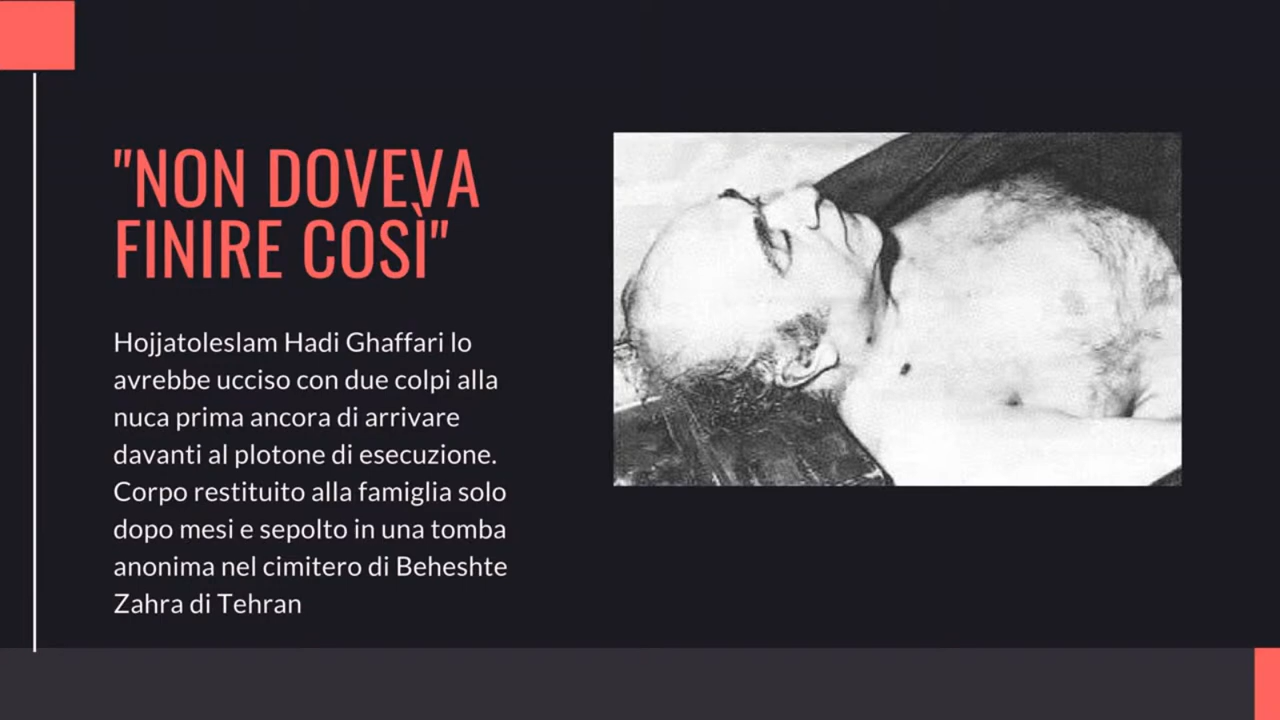 "NON DOVEVA
FINIRE COSÌ"
Hojjatoleslam Hadi Ghaffari lo
avrebbe ucciso con due colpi alla
nuca prima ancora di arrivare
davanti al plotone di esecuzione.
Corpo restituito alla famiglia solo
dopo mesi e sepolto in una tomba
anonima nel cimitero di Beheshte
Zahra di Tehran